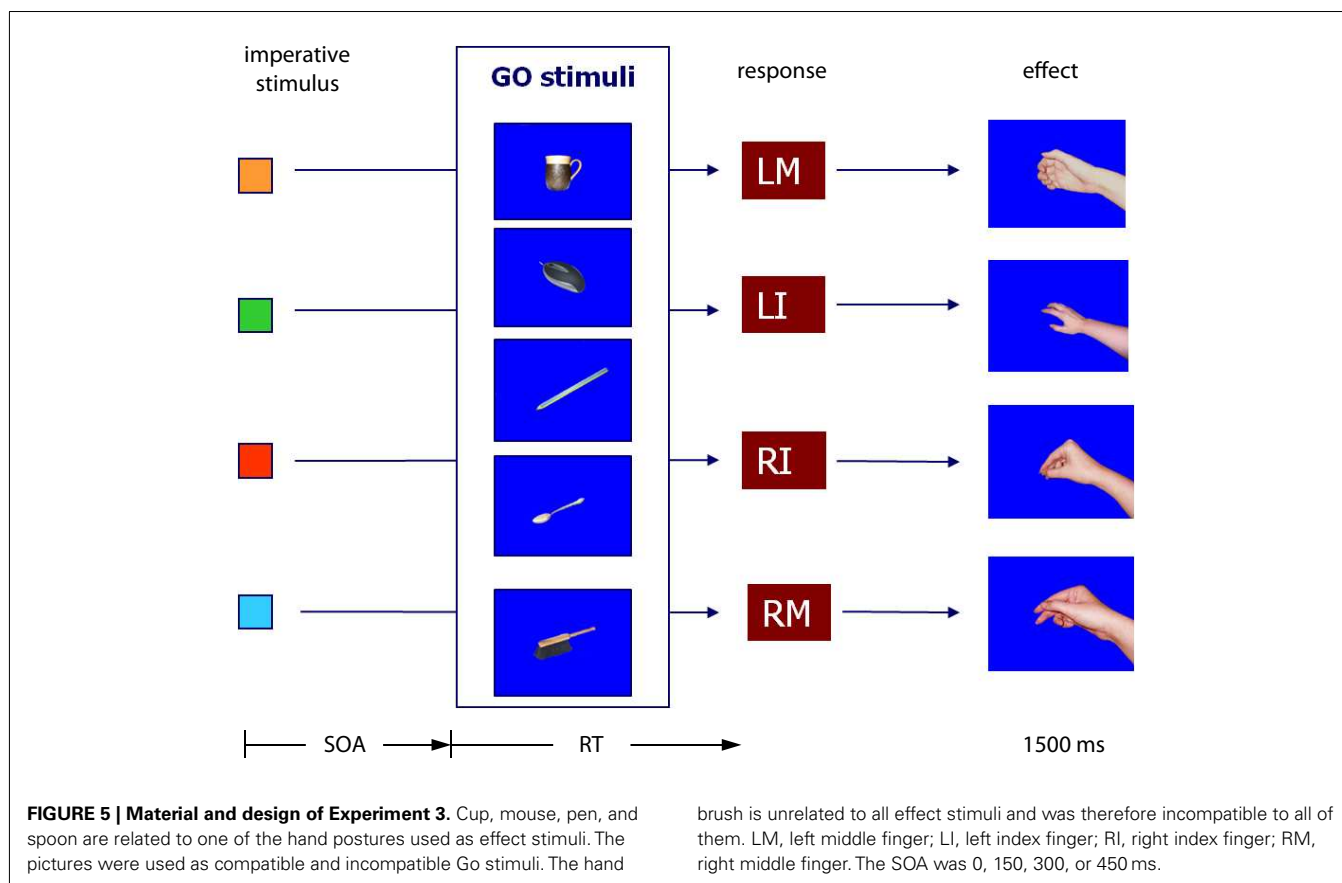 imperative
stimulus
GO stimuli
response
effect
LM
LI
RI
RM
SOA
RT
1500 ms
FIGURE 5 | Material and design of Experiment 3. Cup, mouse, pen, and
spoon are related to one of the hand postures used as effect stimuli. The
pictures were used as compatible and incompatible Go stimuli. The hand
brush is unrelated to all effect stimuli and was therefore incompatible to all of
them. LM, left middle finger; LI, left index finger; RI, right index finger; RM,
right middle finger. The SOA was 0, 150, 300, or 450 ms.